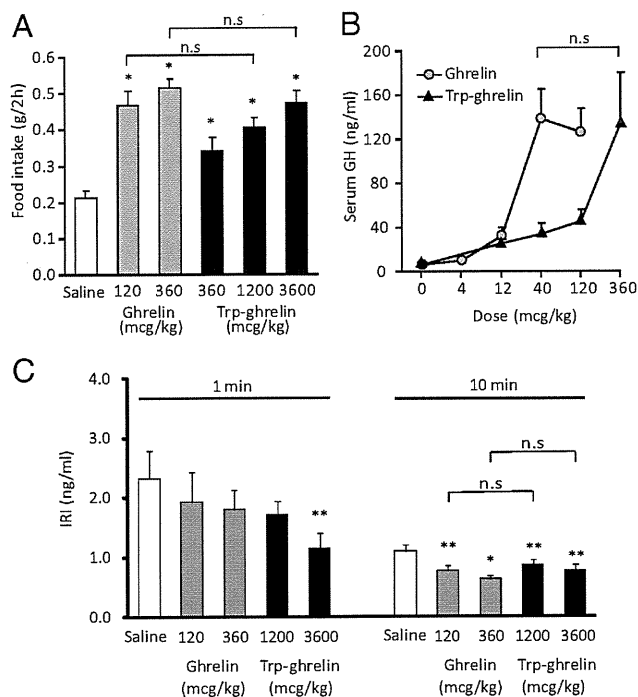 A
n.s
n.s
Food intake (g/2h)
0.6
0.5
0.4
0.3
0.2
0.1
0.0
*
*
*
*
*
Saline 120 360 360 1200 3600
Ghrelin Trp-ghrelin
(mcg/kg) (mcg/kg)
B
n.s
Ghrelin
Trp-ghrelin
Serum GH (ng/ml)
200
160
120
80
40
0
0 4 12 40 120 360
Dose (mcg/kg)
C
1 min 10 min
n.s
n.s
IRI (ng/ml)
4.0
3.0
2.0
1.0
0.0
**
** * ** **
Saline 120 360 1200 3600 Saline 120 360 1200 3600
Ghrelin Trp-ghrelin Ghrelin Trp-ghrelin
(mcg/kg) (mcg/kg) (mcg/kg) (mcg/kg)